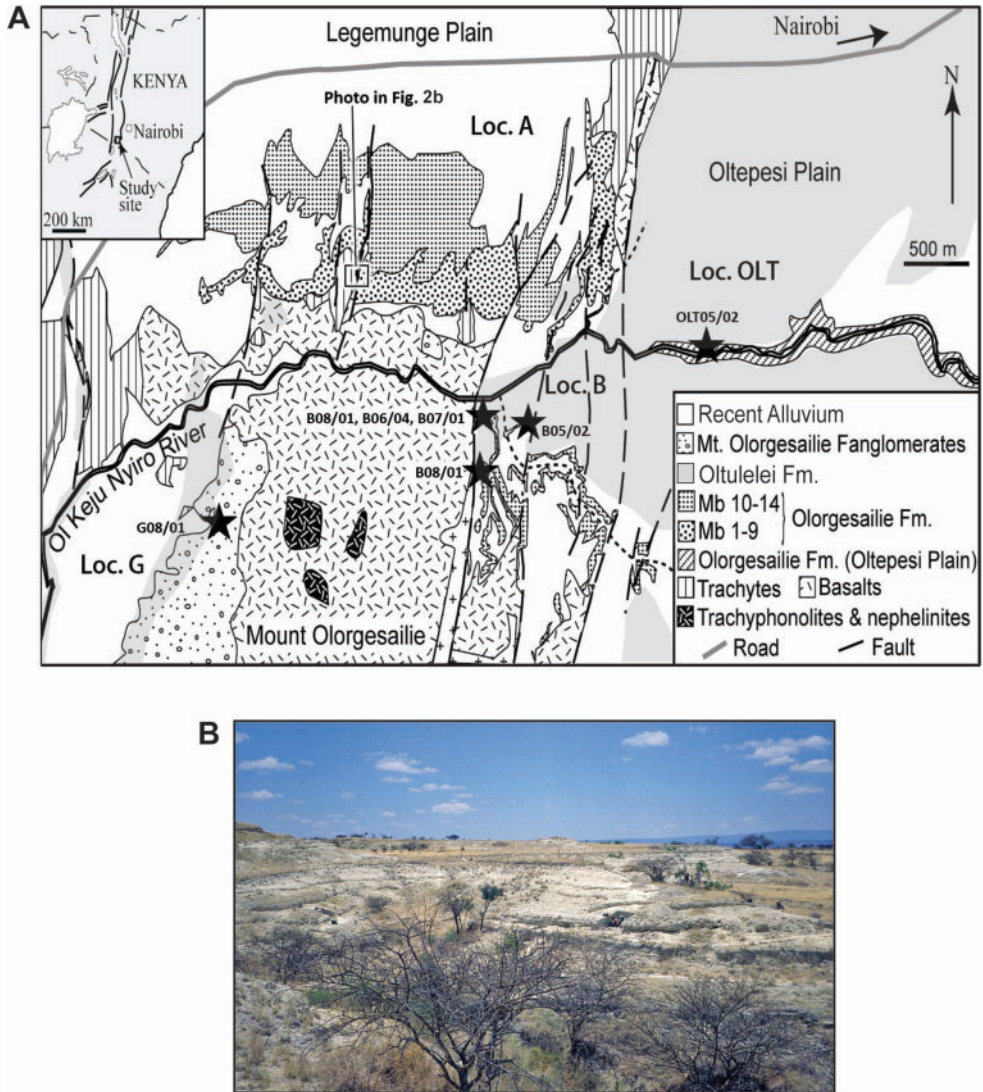 A
Legemunge Plain
Nairobi
KENYA
Nairobi
Study
site
200 km
Photo in Fig. 2b
Loc. A
N
Oltepesi Plain
500 m
Loc. OLT
OLT05/02
Loc. B
B08/01, B06/04, B07/01
B05/02
B08/01
Ol Keju Nyiro River
G08/01
Loc. G
Mount Olorgesailie
Recent Alluvium
Mt. Olorgesailie Fanglomerates
Oltulelei Fm.
Mb 10-14
Mb 1-9
Olorgesailie Fm.
Olorgesailie Fm. (Oltepesi Plain)
Trachytes Basalts
Trachyphonolites & nephelinites
Road Fault
B